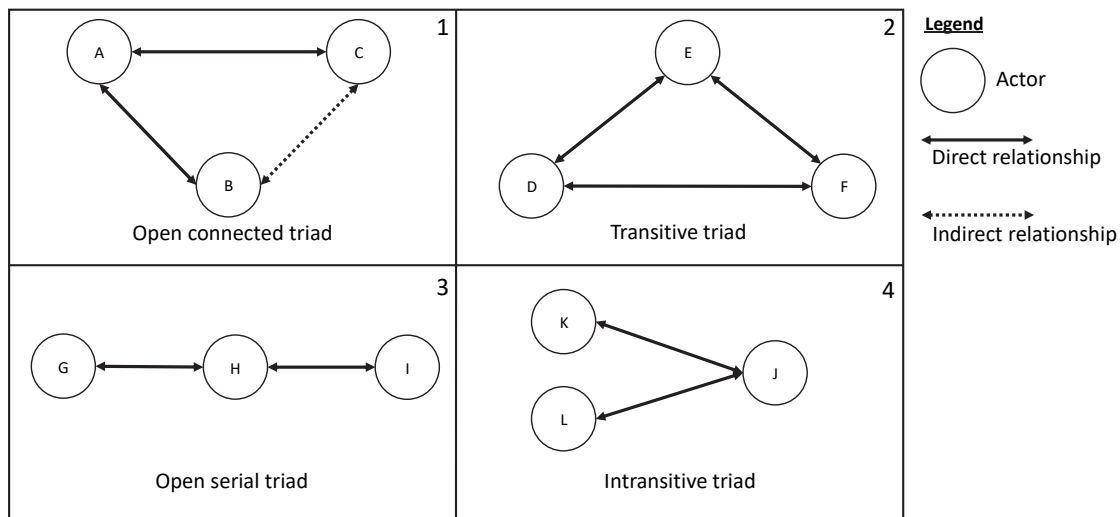 1
A
C
B
Open connected triad
2
E
D
F
Transitive triad
3
G
H
I
Open serial triad
4
K
J
L
Intransitive triad
Legend
Actor
Direct relationship
Indirect relationship